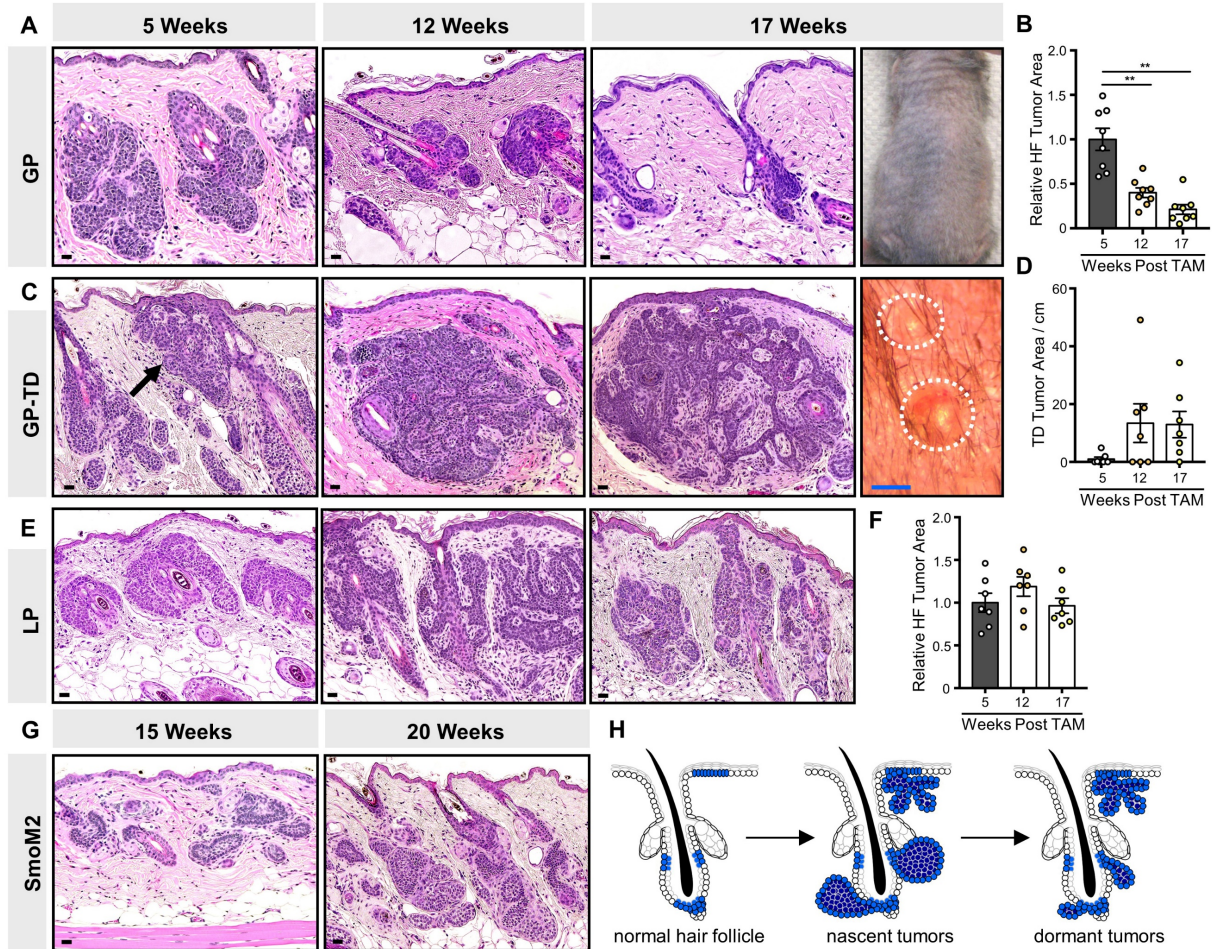 A
5 Weeks
12 Weeks
17 Weeks
GP
B
Relative HF Tumor Area
2.0
1.5
1.0
0.5
0
**
**
5
12
17
Weeks Post TAM
C
GP-TD
D
TD Tumor Area / cm
60
40
20
0
5
12
17
Weeks Post TAM
E
LP
F
Relative HF Tumor Area
2.0
1.5
1.0
0.5
0
5
12
17
Weeks Post TAM
G
15 Weeks
20 Weeks
SmoM2
H
normal hair follicle
nascent tumors
dormant tumors